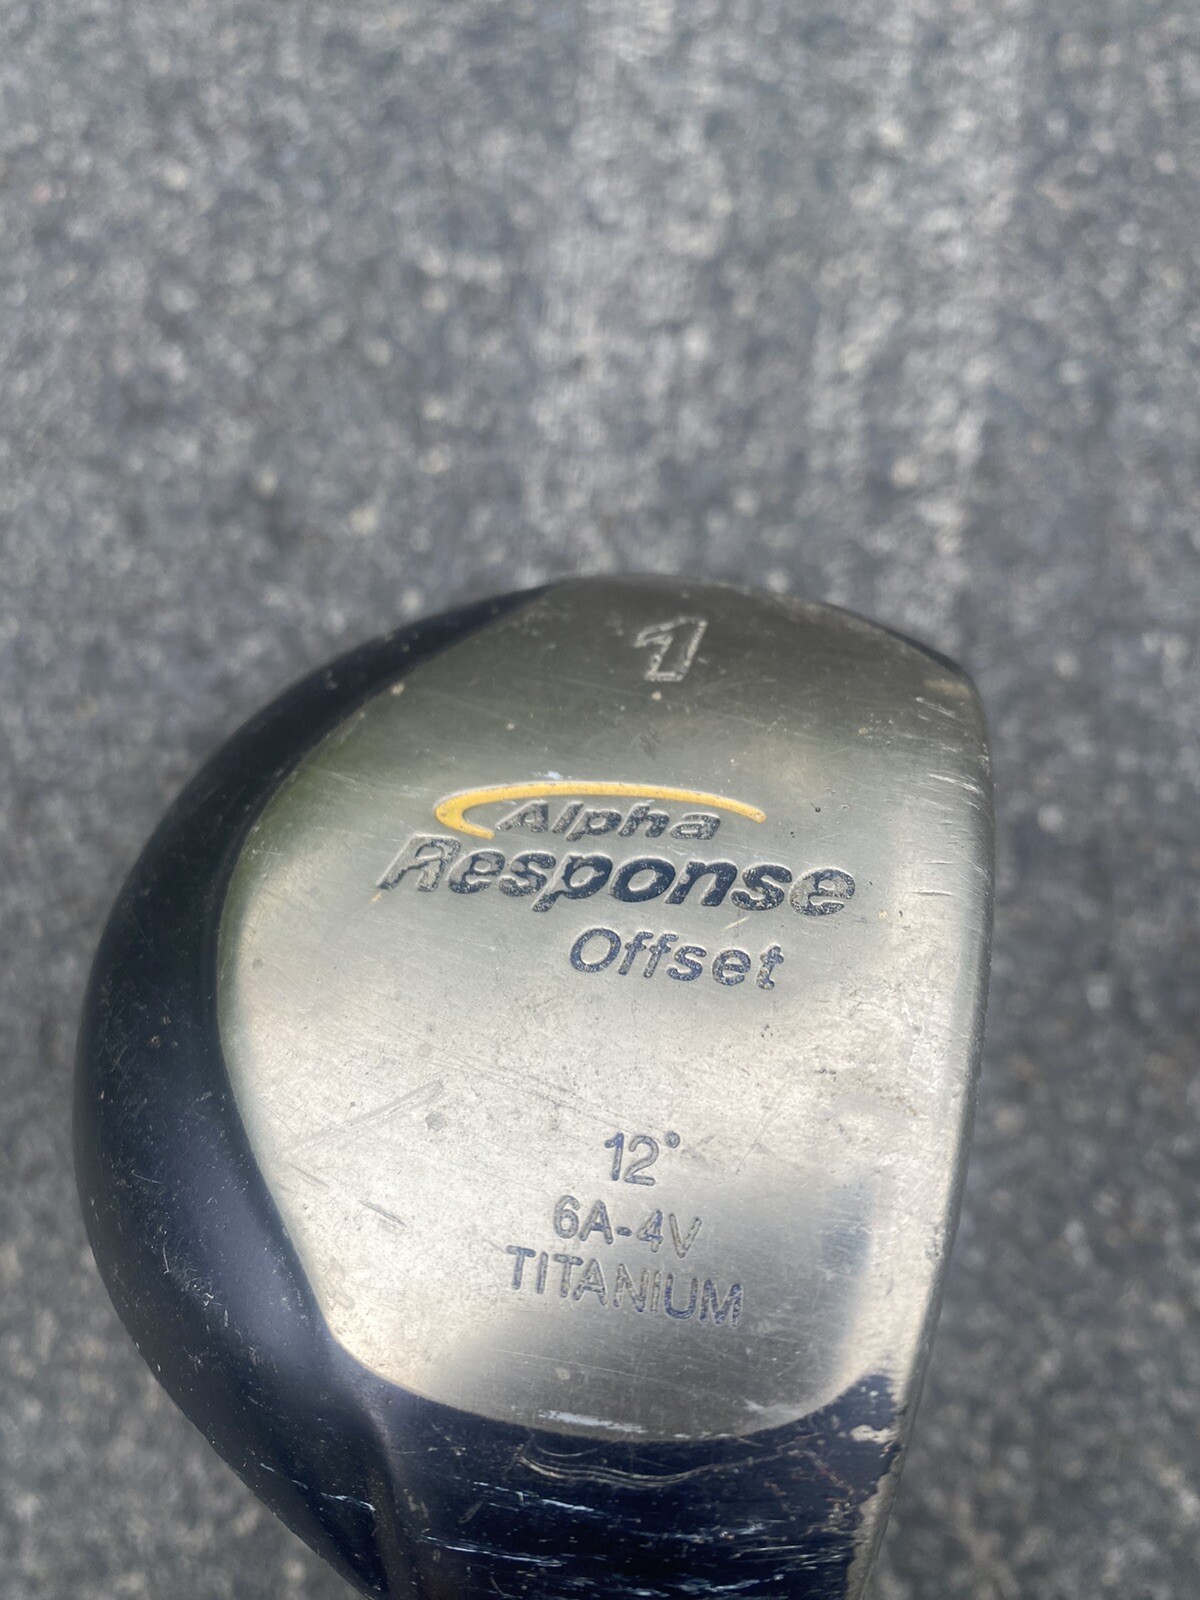 1
Alpha
Response
Offset
12°
6A-4V
TITANIUM